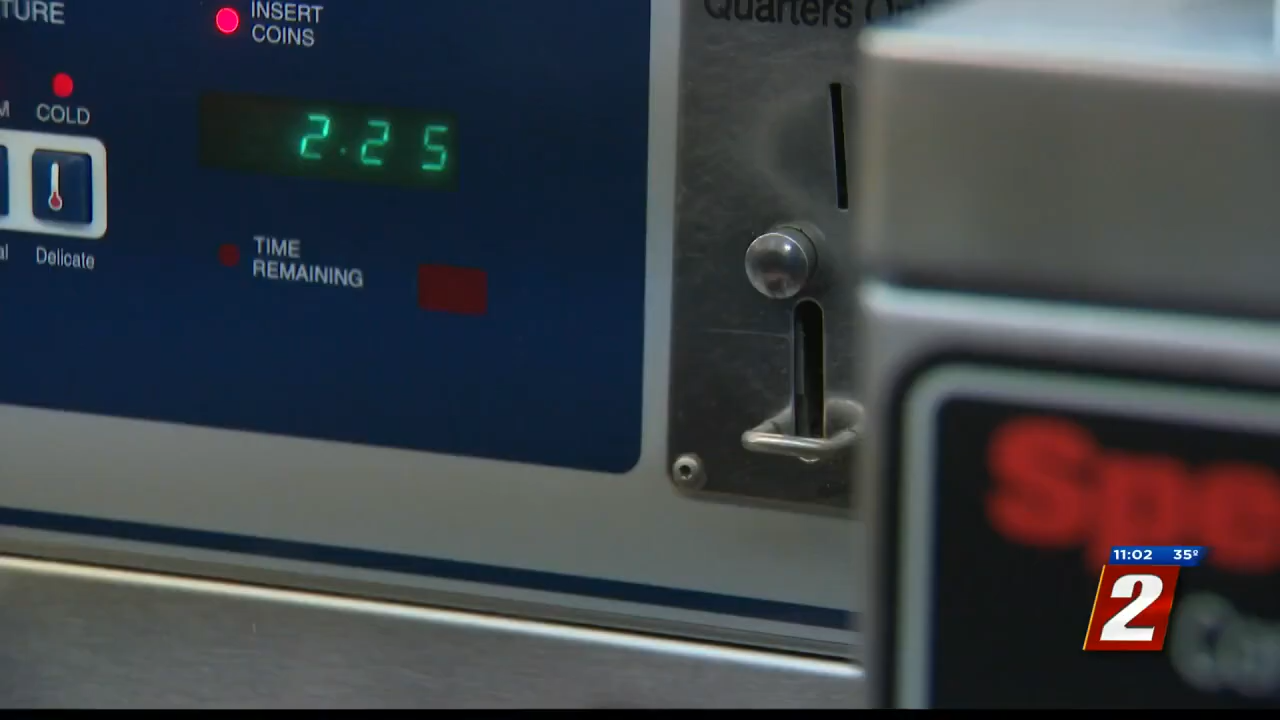 TURE
INSERT
COINS
COLD
2.25
Delicate
TIME
REMAINING
Quarters
Spe
11:02 35º
2